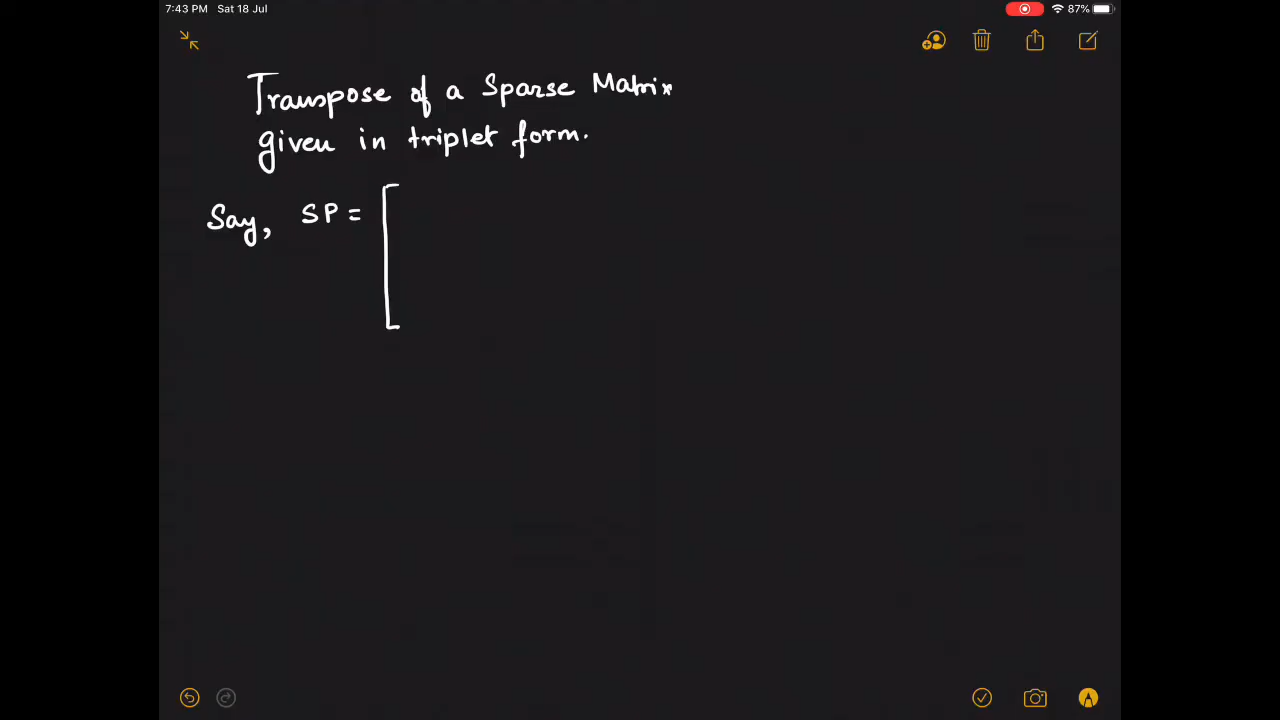 7:43 PM Sat 18 Jul
87%
Transpose of a Sparse Matrix
given in triplet form.
Say, SP = [